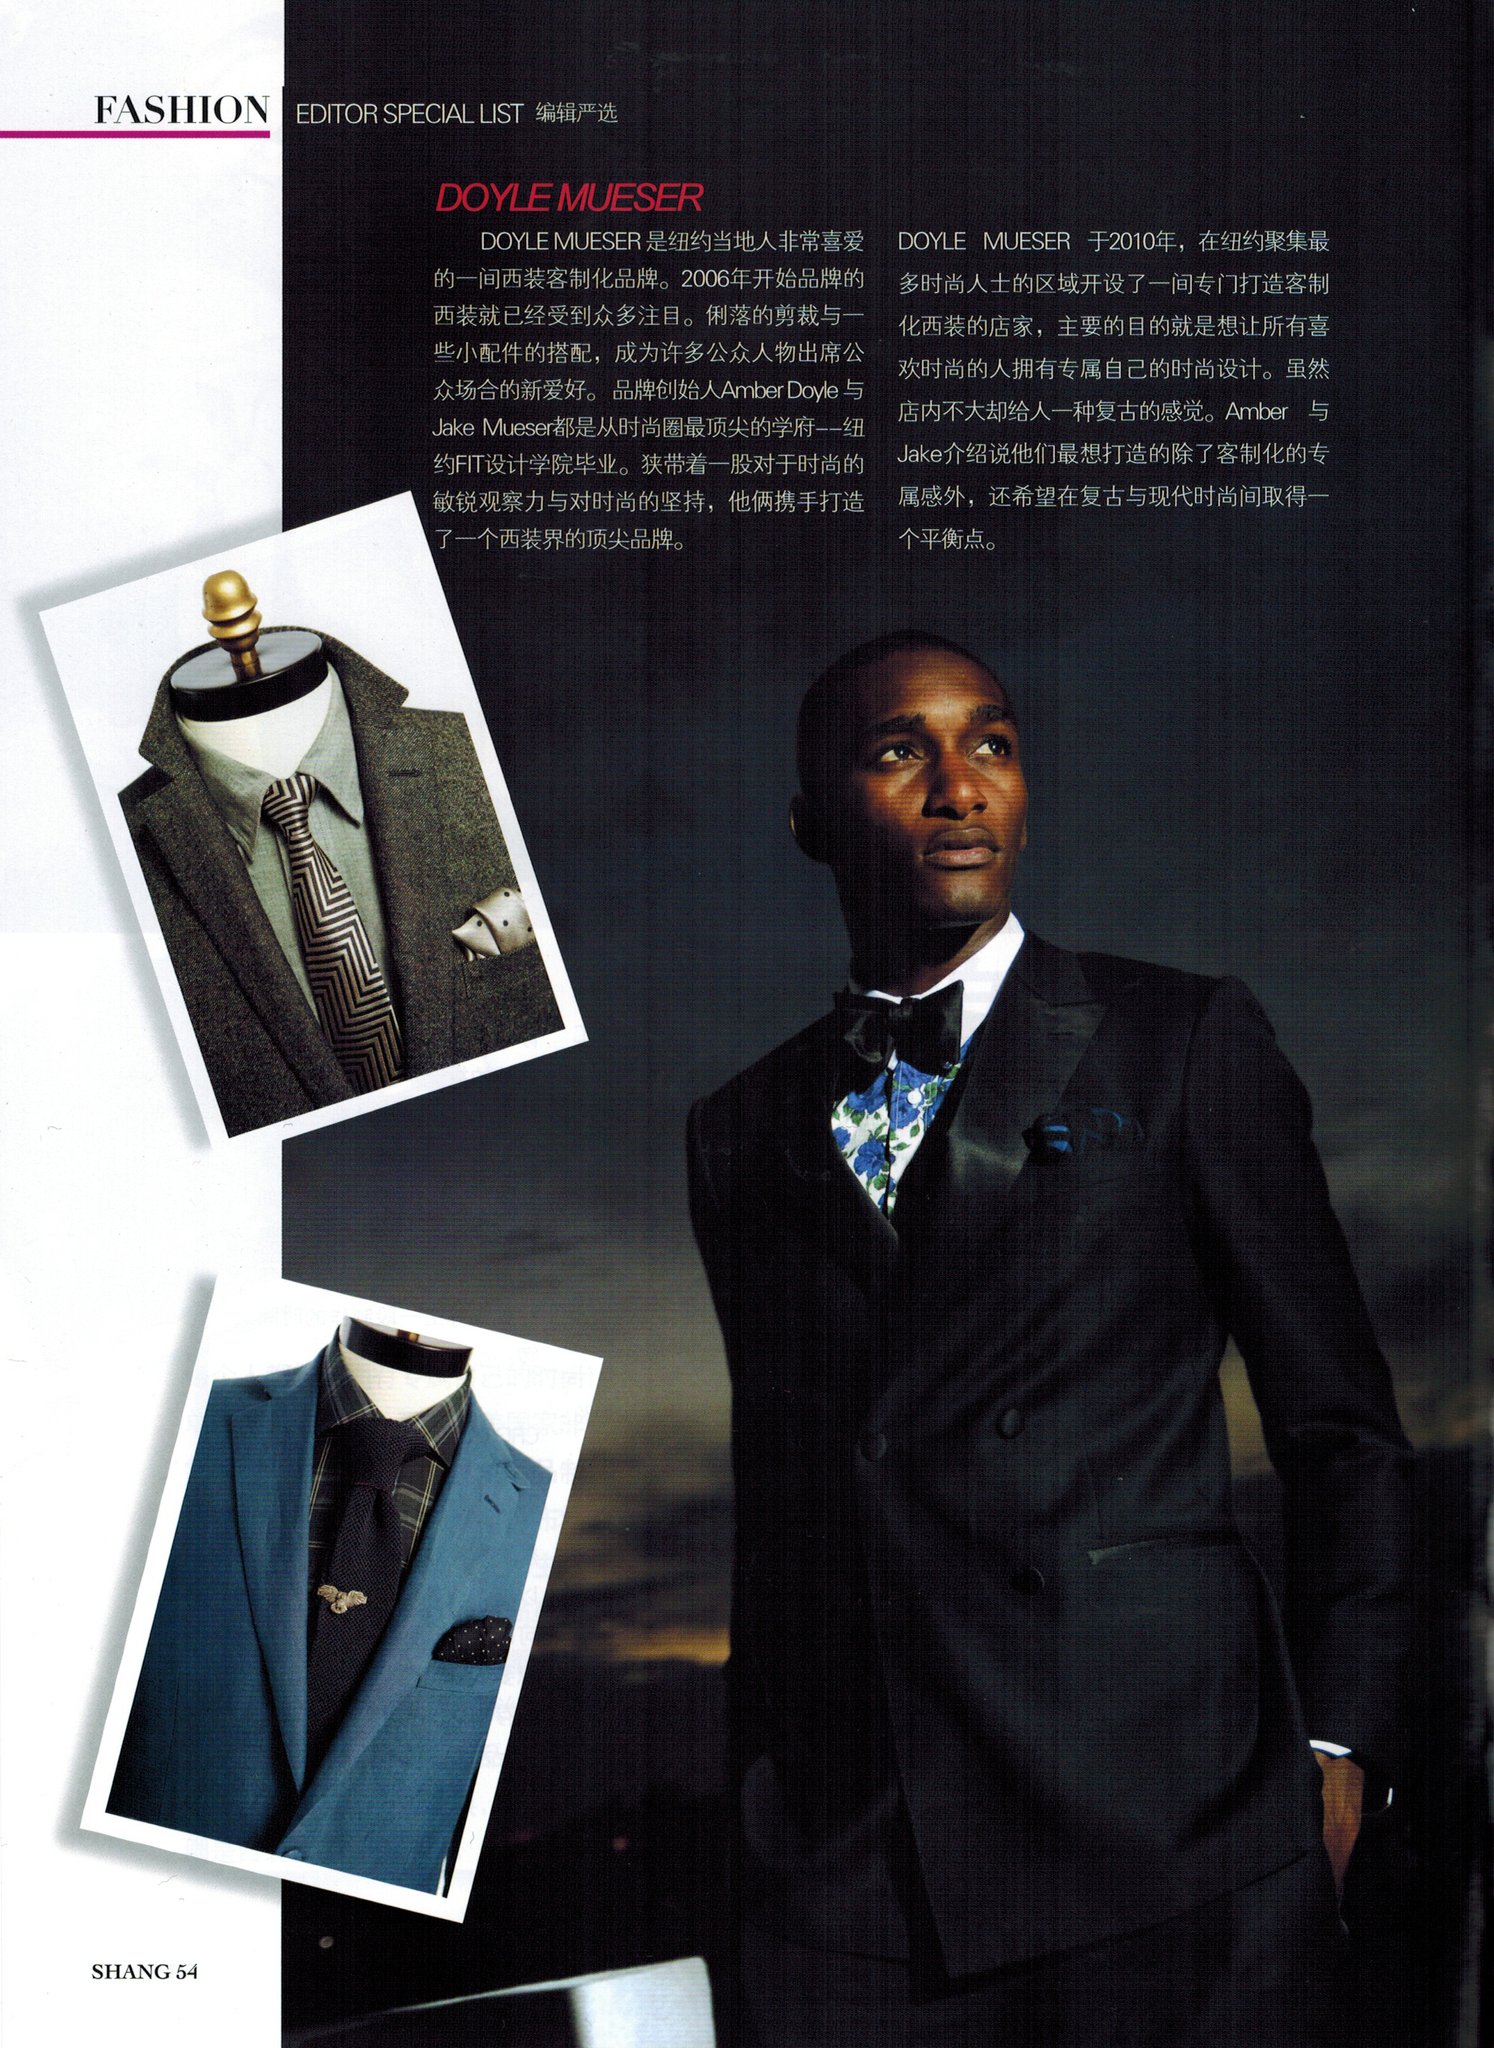 FASHION
EDITOR SPECIAL LIST 编辑严选
DOYLE MUESER
DOYLE MUESER 是纽约当地人非常喜爱
的一间西装客制化品牌。2006年开始品牌的
西装就已经受到众多注目。俐落的剪裁与一
些小配件的搭配，成为许多公众人物出席公
众场合的新爱好。品牌创始人Amber Doyle 与
Jake Mueser都是从时尚圈最顶尖的学府--纽
约FIT设计学院毕业。狭带着一股对于时尚的
敏锐观察力与对时尚的坚持，他俩携手打造
了一个西装界的顶尖品牌。
DOYLE MUESER 于2010年，在纽约聚集最
多时尚人士的区域开设了一间专门打造客制
化西装的店家，主要的目的就是想让所有喜
欢时尚的人拥有专属自己的时尚设计。虽然
店内不大却给人一种复古的感觉。Amber 与
Jake介绍说他们最想打造的除了客制化的专
属感外，还希望在复古与现代时尚间取得一
个平衡点。
SHANG 54